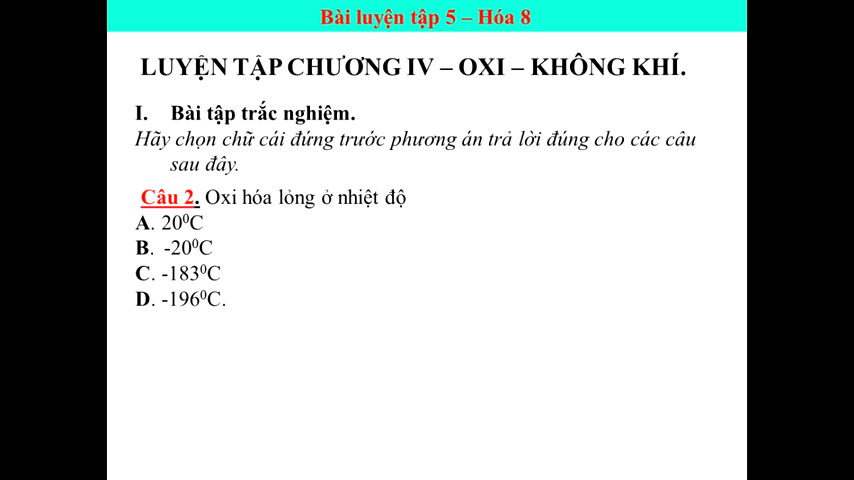 Bài luyện tập 5 – Hóa 8
LUYỆN TẬP CHƯƠNG IV – OXI – KHÔNG KHÍ.
I. Bài tập trắc nghiệm.
Hãy chọn chữ cái đứng trước phương án trả lời đúng cho các câu
sau đây.
Câu 2. Oxi hóa lỏng ở nhiệt độ
A. 20⁰C
B. -20⁰C
C. -183⁰C
D. -196⁰C.